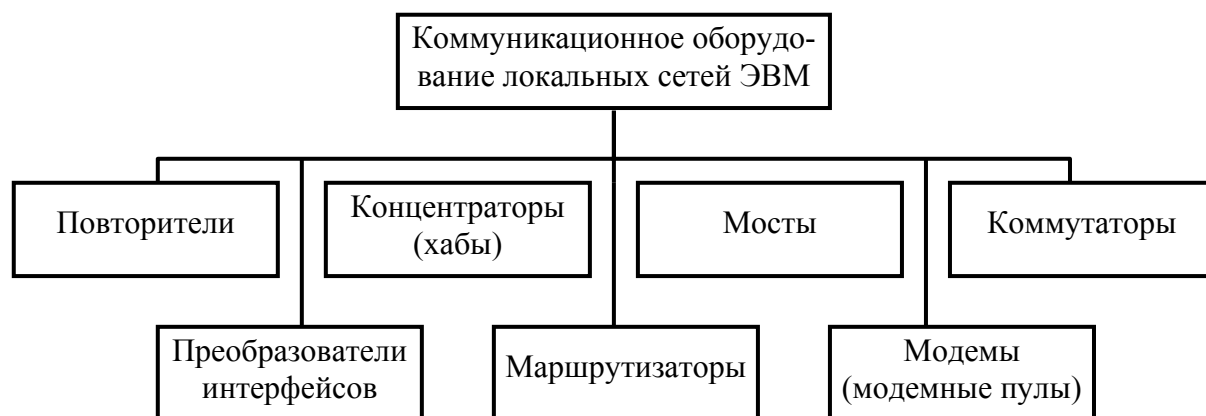 Коммуникационное оборудо-
вание локальных сетей ЭВМ
Повторители
Концентраторы
(хабы)
Мосты
Коммутаторы
Преобразователи
интерфейсов
Маршрутизаторы
Модемы
(модемные пулы)